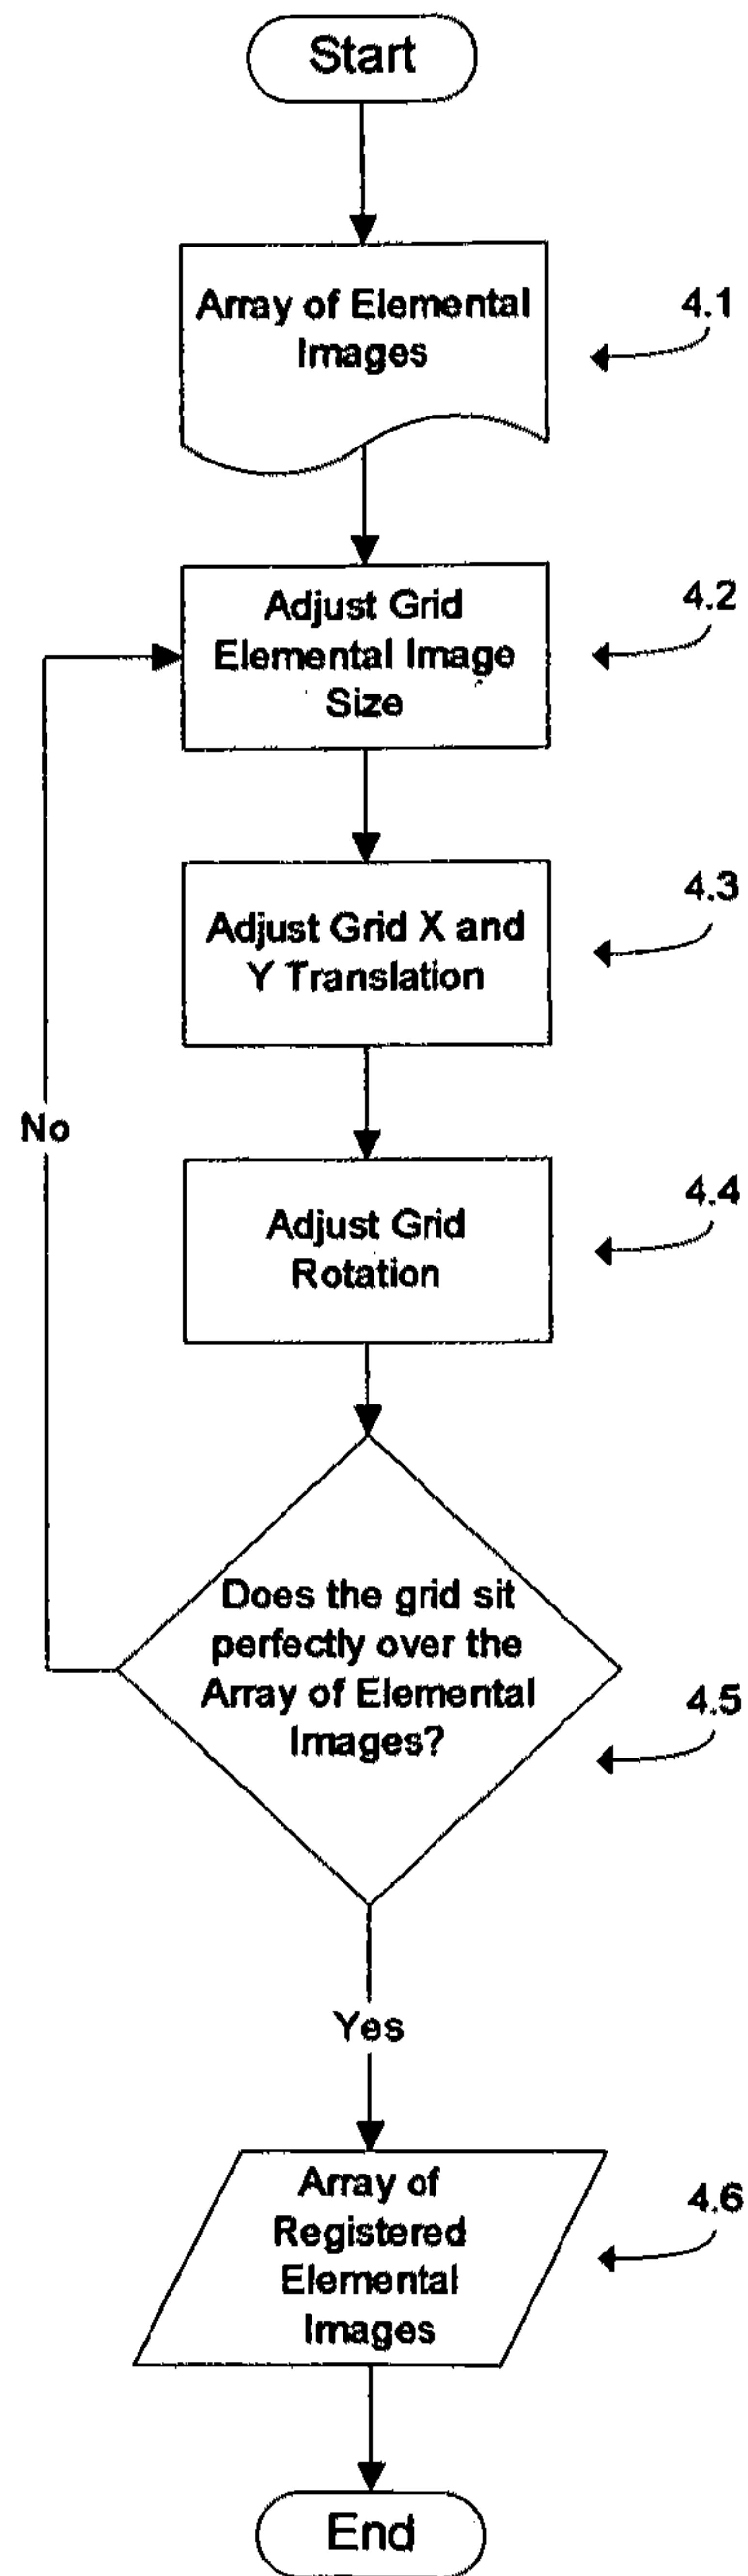 Start
Array of Elemental
Images
4.1
Adjust Grid
Elemental Image
Size
4.2
Adjust Grid X and
Y Translation
4.3
No
Adjust Grid
Rotation
4.4
Does the grid sit
perfectly over the
Array of Elemental
Images?
4.5
Yes
Array of
Registered
Elemental
Images
4.6
End